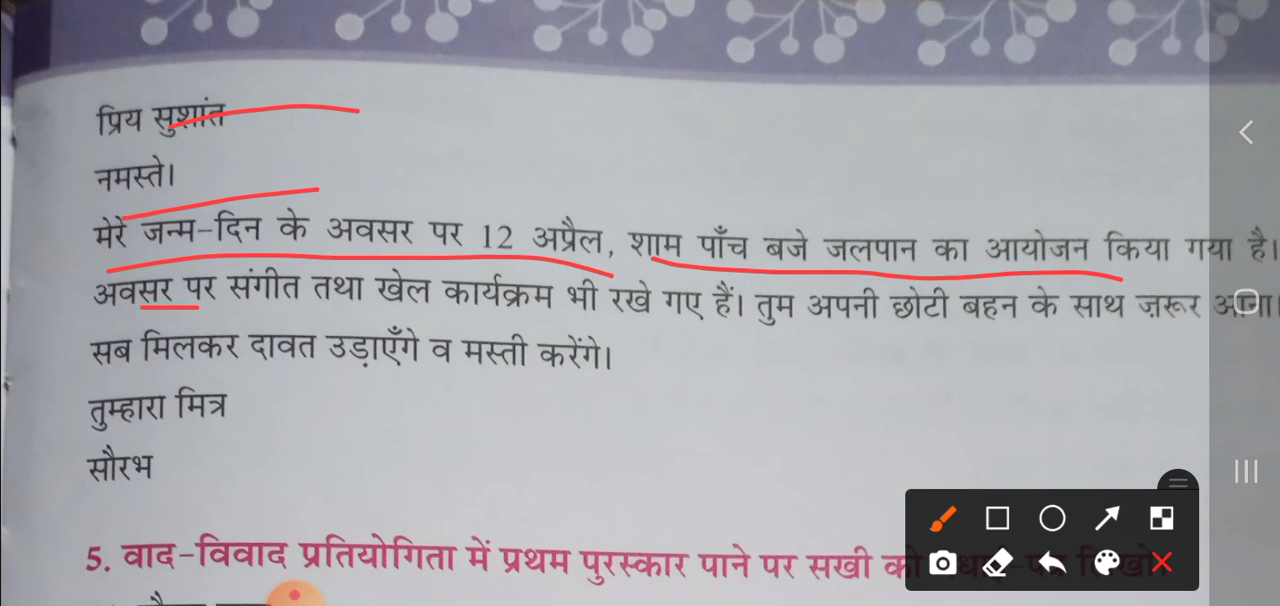 प्रिय सुशांत
नमस्ते।
मेरे जन्म-दिन के अवसर पर 12 अप्रैल, शाम पाँच बजे जलपान का आयोजन किया गया है।
अवसर पर संगीत तथा खेल कार्यक्रम भी रखे गए हैं। तुम अपनी छोटी बहन के साथ ज़रूर आना।
सब मिलकर दावत उड़ाएँगे व मस्ती करेंगे।
तुम्हारा मित्र
सौरभ
5. वाद-विवाद प्रतियोगिता में प्रथम पुरस्कार पाने पर सखी को